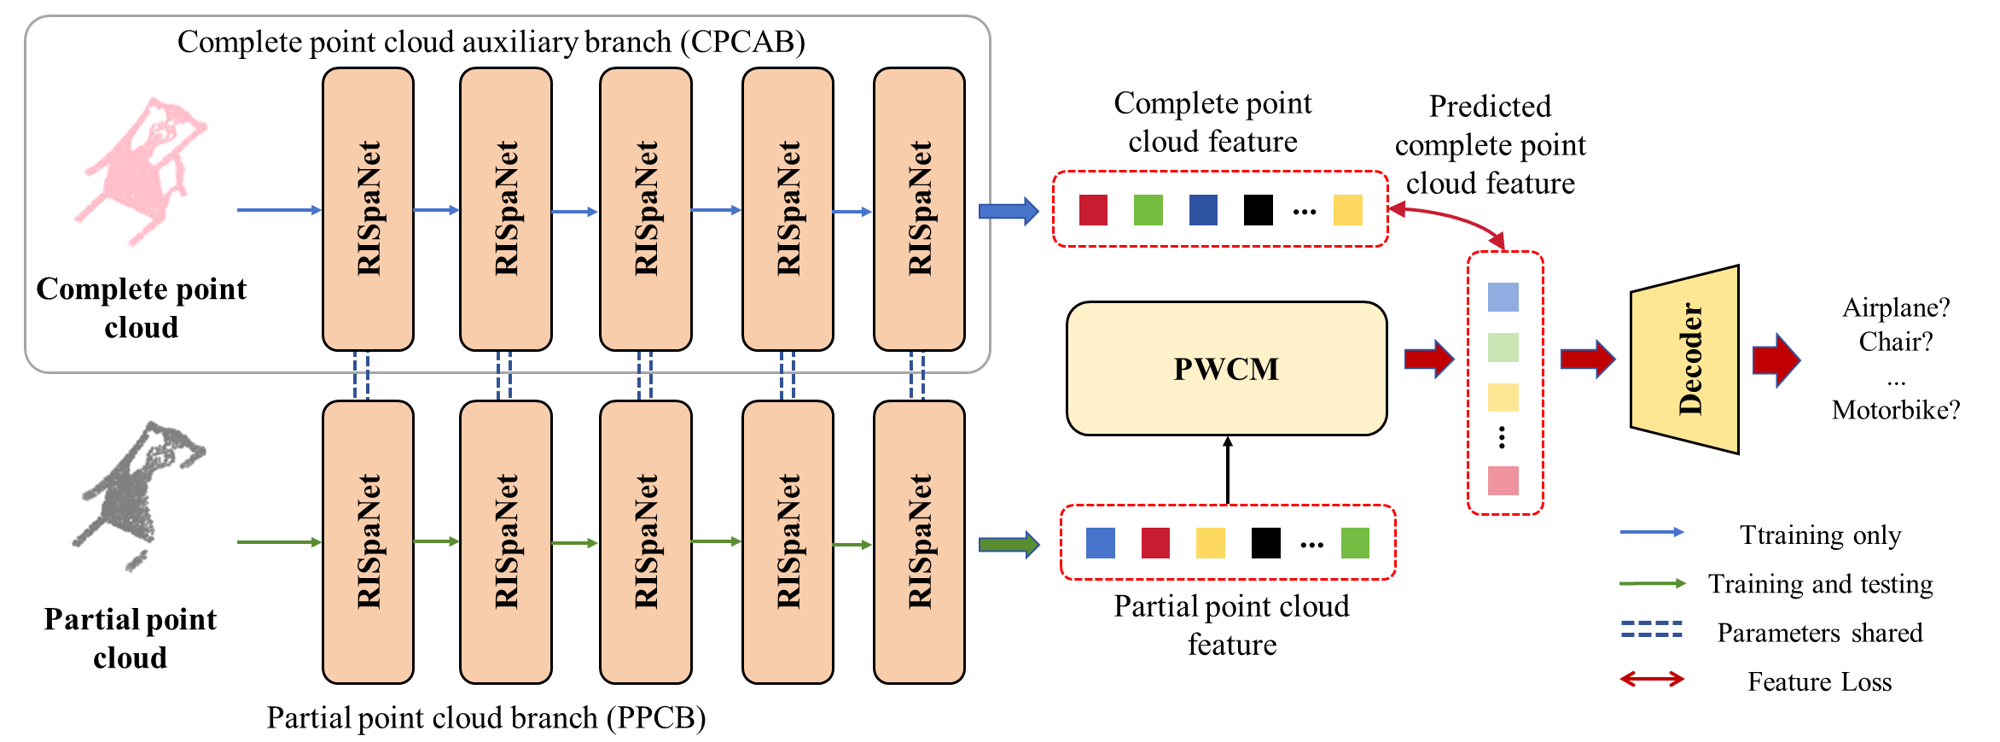 Complete point cloud auxiliary branch (CPCAB)
RISpaNet
RISpaNet
RISpaNet
RISpaNet
RISpaNet
Complete point
cloud
Complete point
cloud feature
...
Predicted
complete point
cloud feature
PWCM
...
Decoder
Airplane?
Chair?
...
Motorbike?
RISpaNet
RISpaNet
RISpaNet
RISpaNet
RISpaNet
Partial point
cloud
...
Partial point cloud
feature
Partial point cloud branch (PPCB)
Ttraining only
Training and testing
Parameters shared
Feature Loss